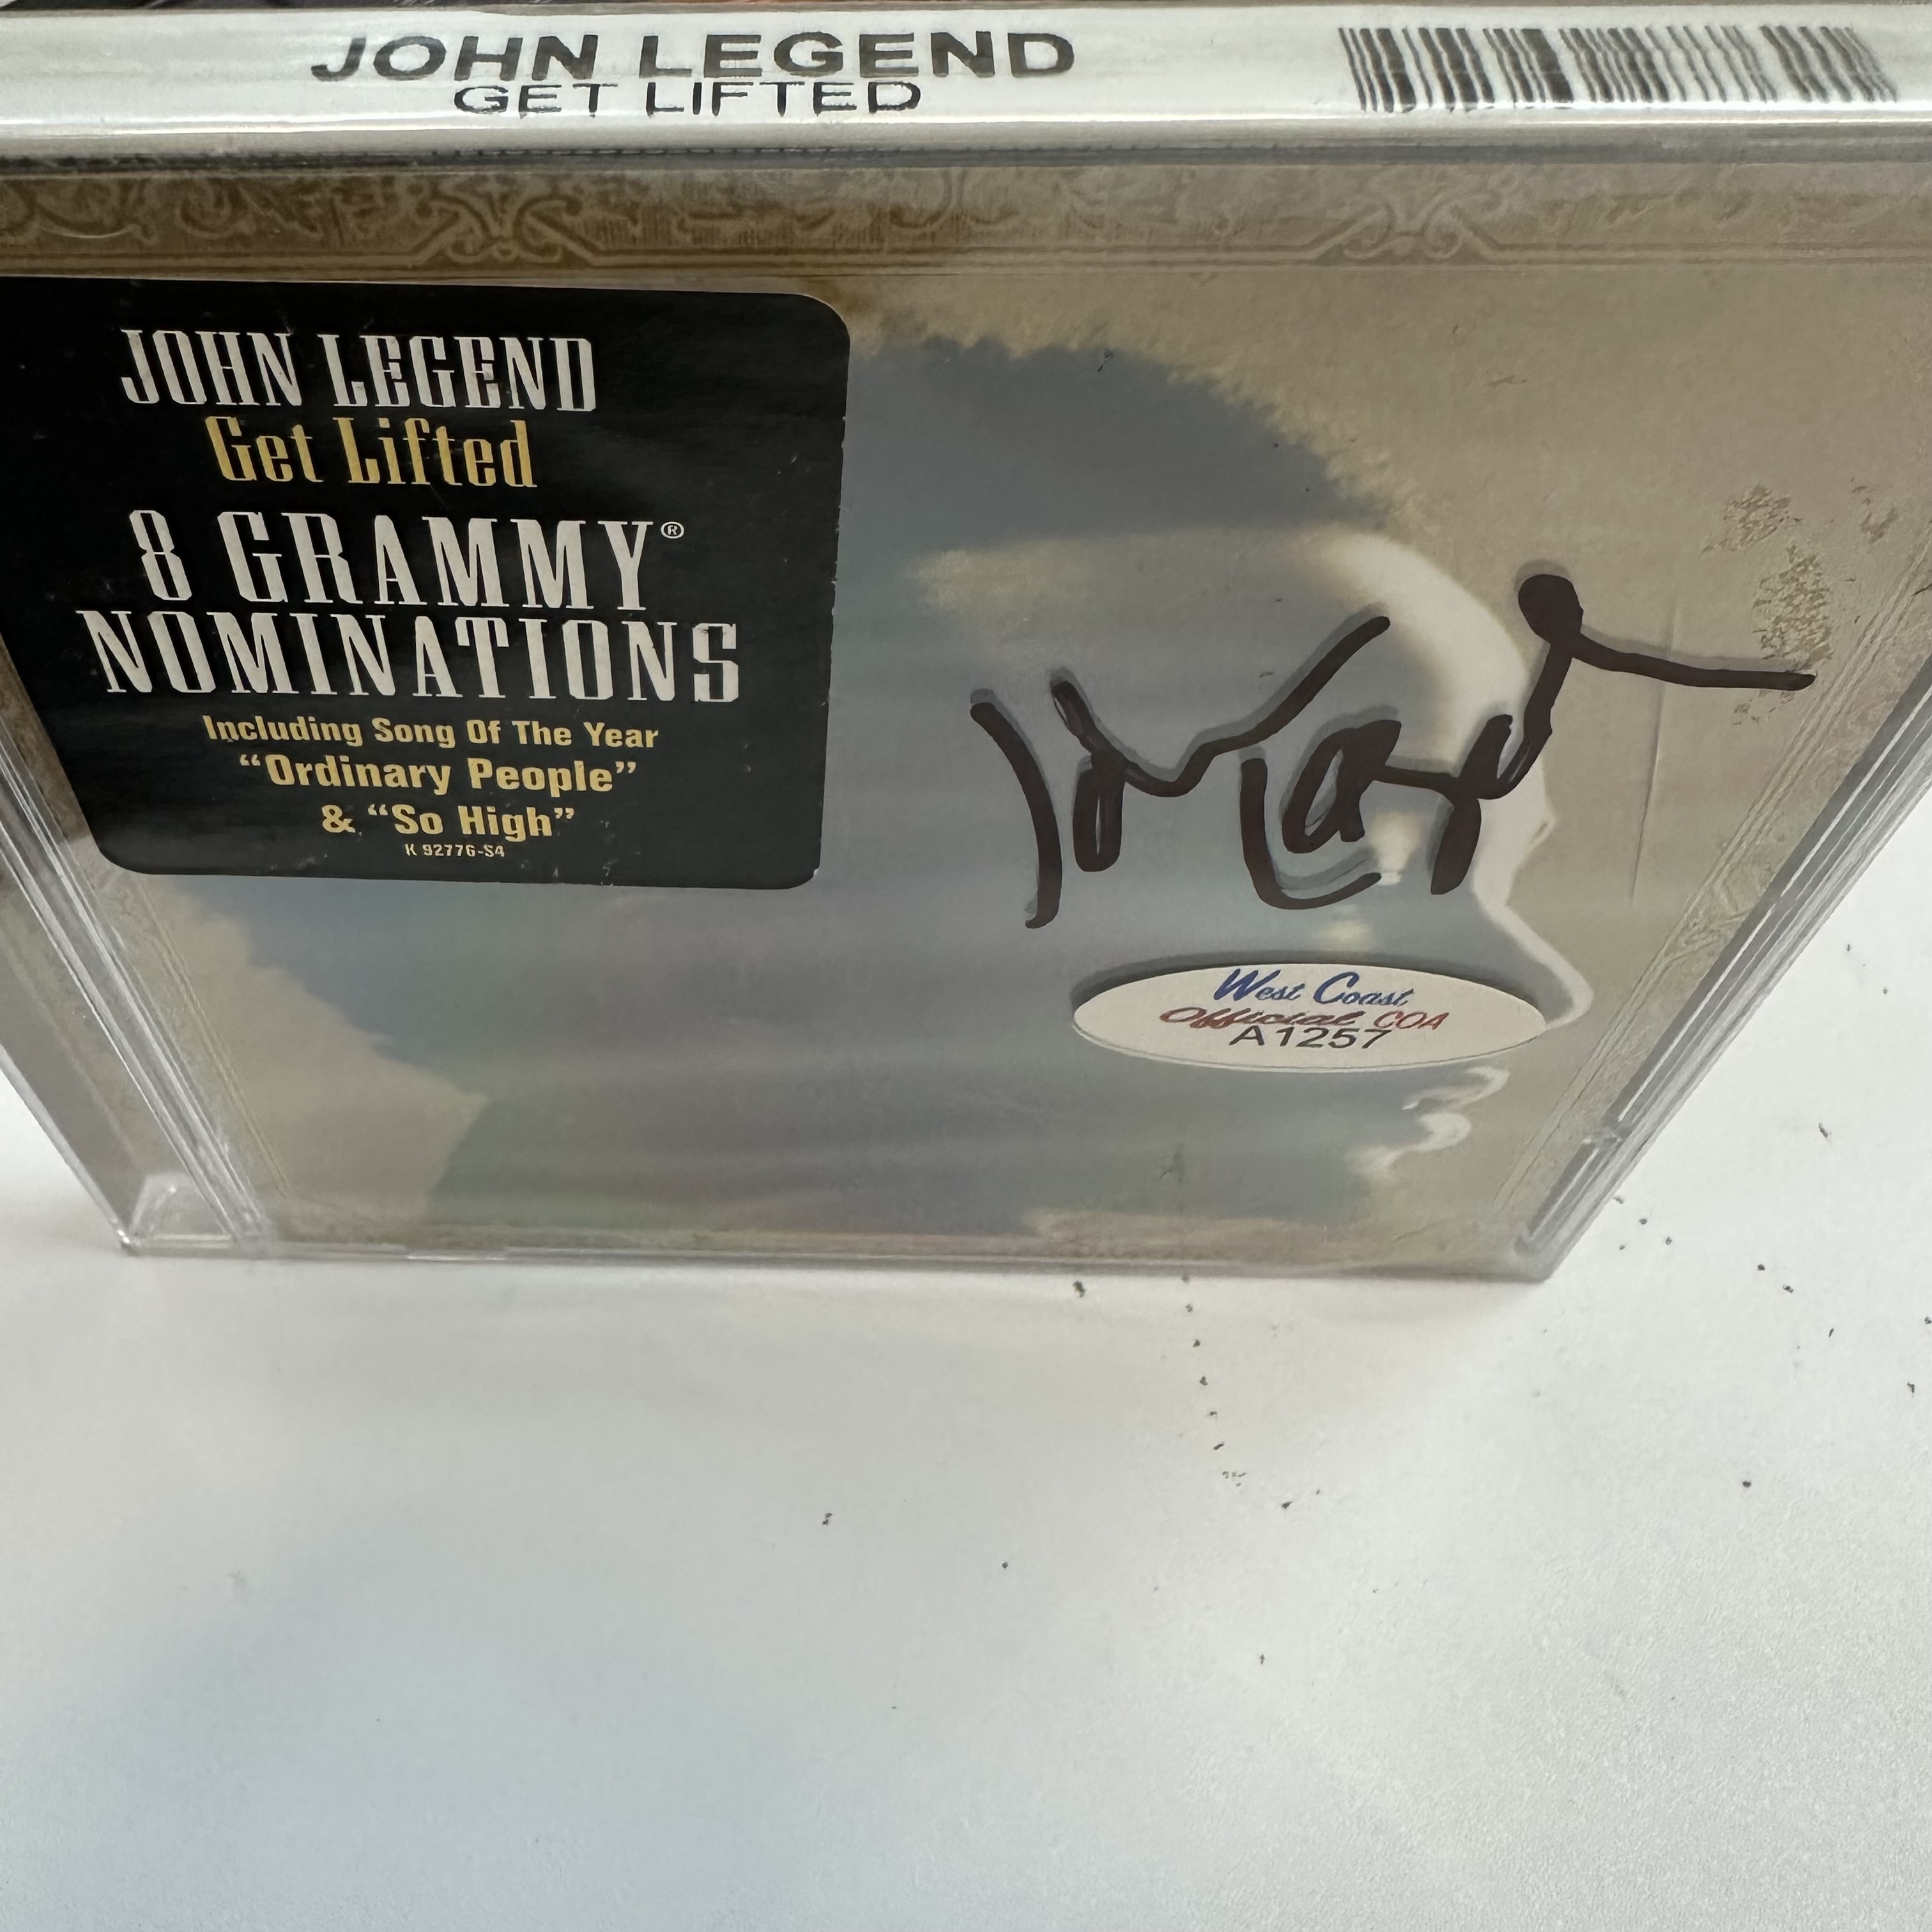 JOHN LEGEND
GET LIFTED
JOHN LEGEND
Get Lifted
8 GRAMMY®
NOMINATIONS
Including Song Of The Year
“Ordinary People”
& “So High”
K 92776-S4
West Coast
Official COA
A1257